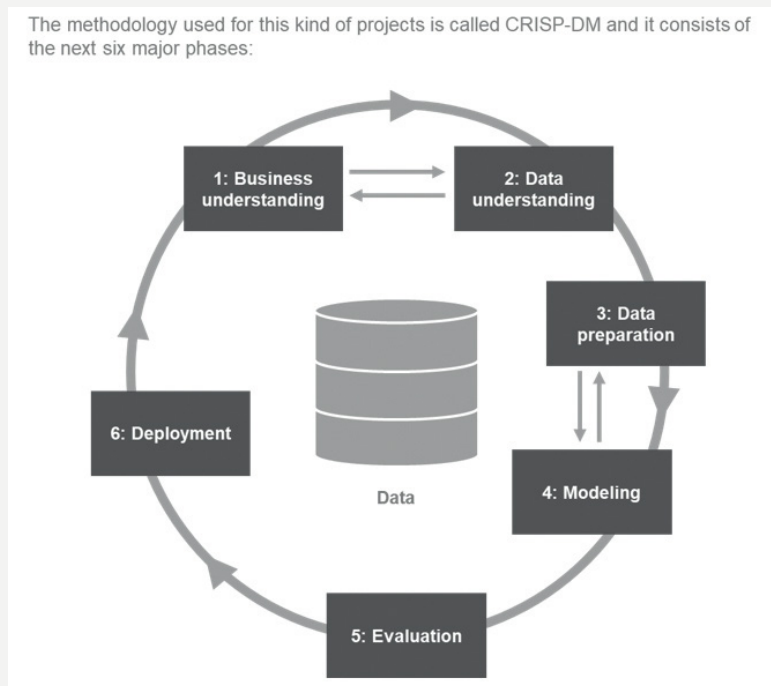 The methodology used for this kind of projects is called CRISP-DM and it consists of
the next six major phases:
1: Business
understanding
2: Data
understanding
3: Data
preparation
6: Deployment
4: Modeling
Data
5: Evaluation